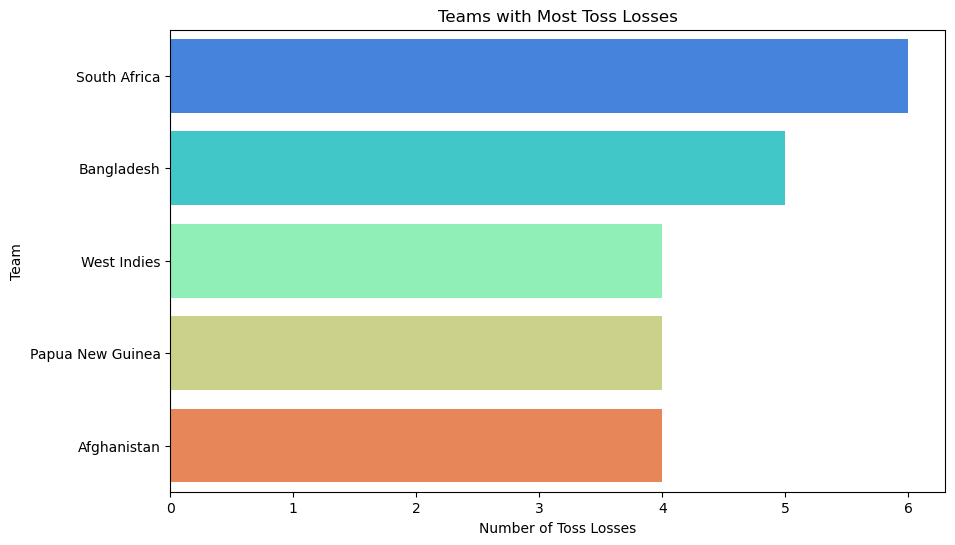 Teams with Most Toss Losses
Team
South Africa
Bangladesh
West Indies
Papua New Guinea
Afghanistan
0 1 2 3 4 5 6
Number of Toss Losses